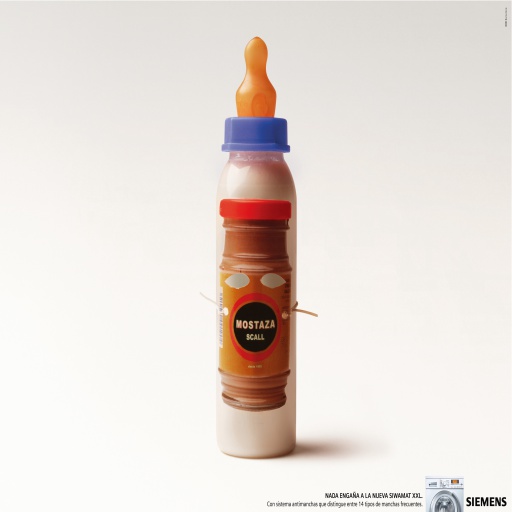 MOSTAZA
SCALL
NADA ENGAÑA A LA NUEVA SIWAMAT XXL.
Con sistema antimanchas que distingue entre 14 tipos de manchas frecuentes.
SIEMENS